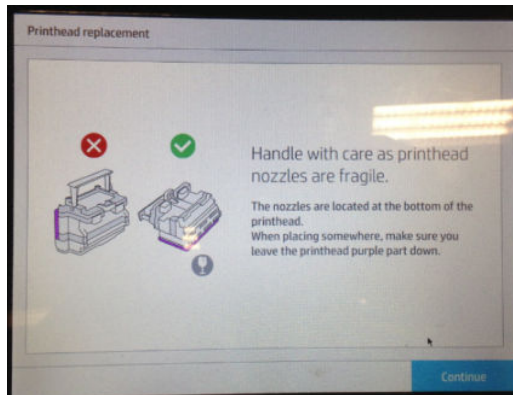 Printhead replacement
Handle with care as printhead
nozzles are fragile.
The nozzles are located at the bottom of the
printhead.
When placing somewhere, make sure you
leave the printhead purple part down.
Continue